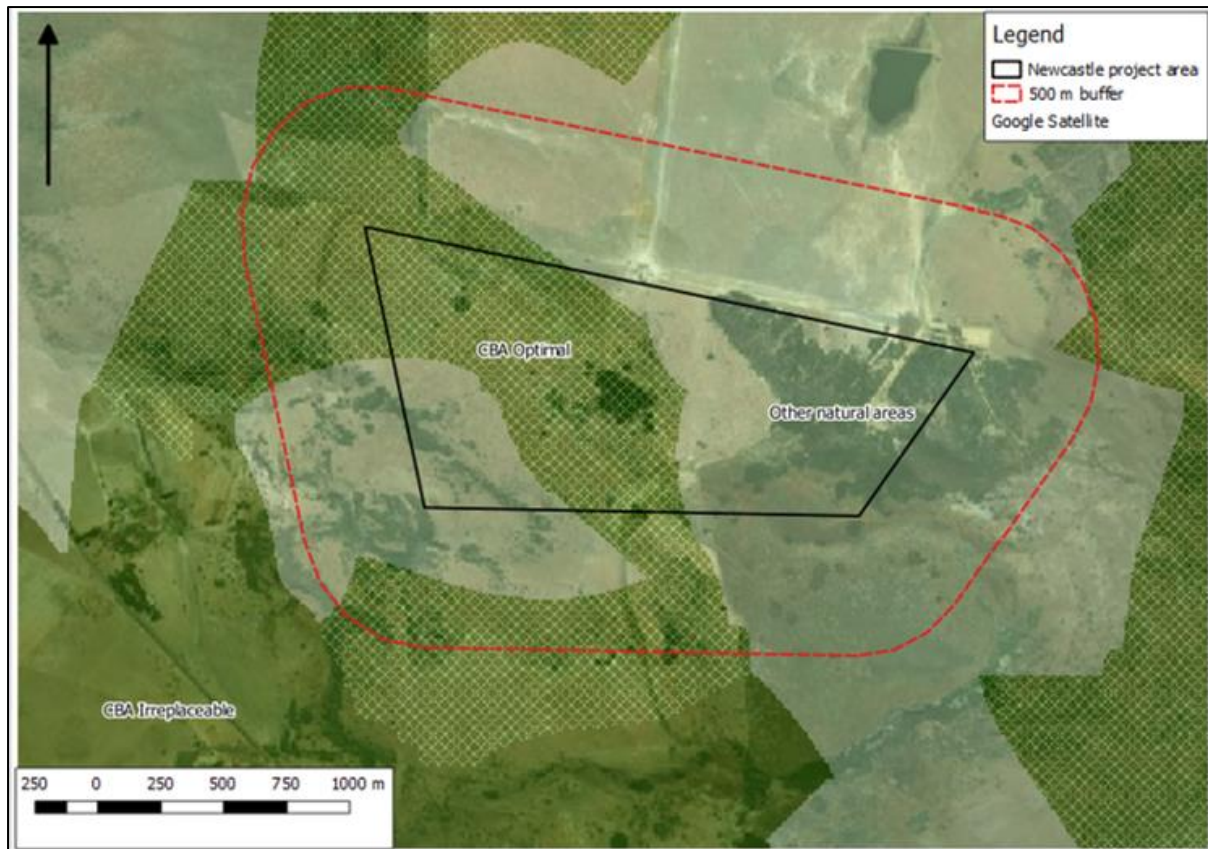 Legend
Newcastle project area
500 m buffer
Google Satellite
CBA Optimal
Other natural areas
CBA Irreplaceable
250 0 250 500 750 1000 m